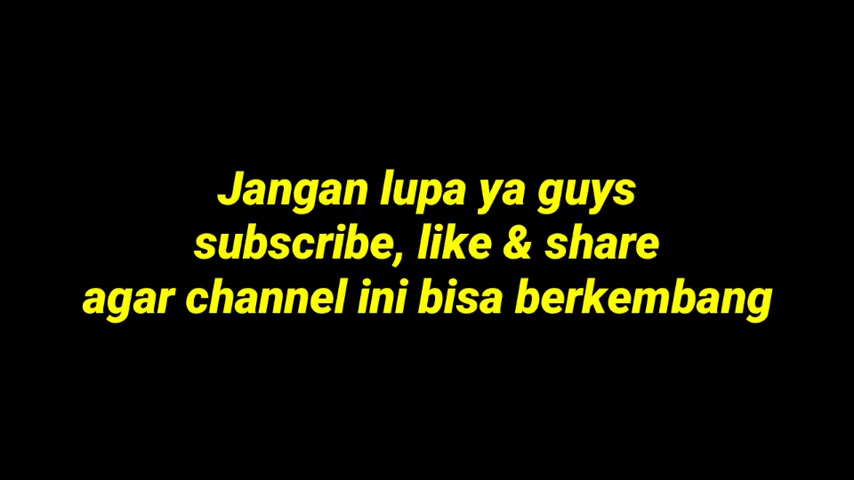 Jangan lupa ya guys
subscribe, like & share
agar channel ini bisa berkembang